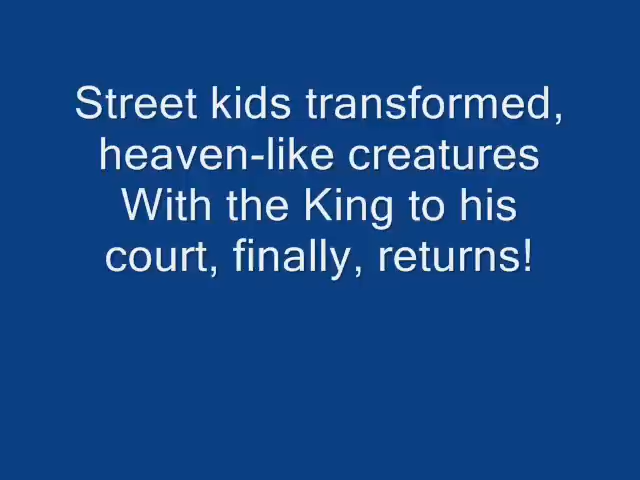 Street kids transformed,
heaven-like creatures
With the King to his
court, finally, returns!